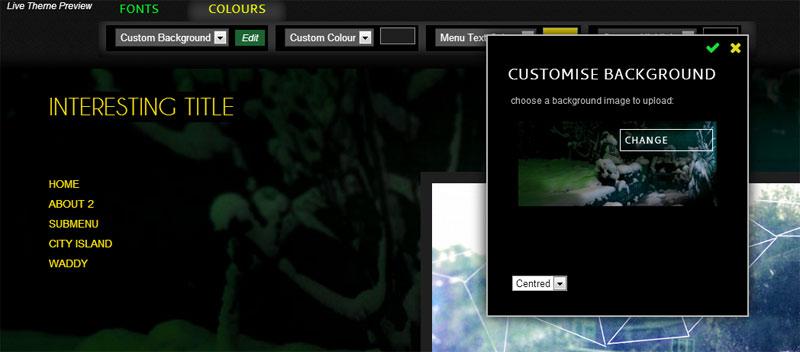 Live Theme Preview
FONTS
COLOURS
Custom Background
Edit
Custom Colour
Menu Text
CUSTOMISE BACKGROUND
choose a background image to upload:
CHANGE
Centred
INTERESTING TITLE
HOME
ABOUT 2
SUBMENU
CITY ISLAND
WADDY